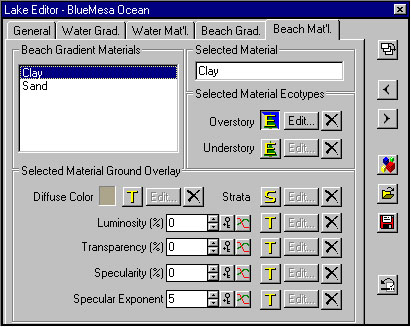 Lake Editor - BlueMesa Ocean
General Water Grad. Water Mat'l. Beach Grad. Beach Mat'l.
Beach Gradient Materials
Clay
Sand
Selected Material
Clay
Selected Material Ecotypes
Overstory E Edit...
Understory E Edit...
Selected Material Ground Overlay
Diffuse Color T Edit... Strata S Edit...
Luminosity (%) 0 T Edit...
Transparency (%) 0 T Edit...
Specularity (%) 0 T Edit...
Specular Exponent 5 T Edit...